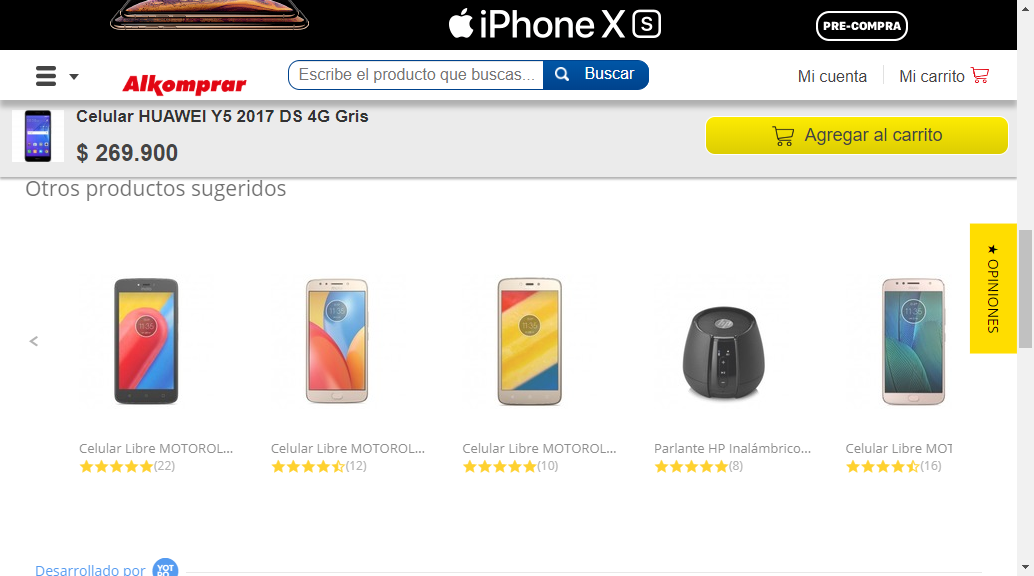 iPhone X S
PRE-COMPRA
Alkomprar
Escribe el producto que buscas...
Buscar
Mi cuenta
Mi carrito
Celular HUAWEI Y5 2017 DS 4G Gris
$ 269.900
Agregar al carrito
Otros productos sugeridos
★ OPINIONES
Celular Libre MOTOROL...
(22)
Celular Libre MOTOROL...
(12)
Celular Libre MOTOROL...
(10)
Parlante HP Inalámbrico...
(8)
Celular Libre MOT
(16)
Desarrollado por
YOT
PO